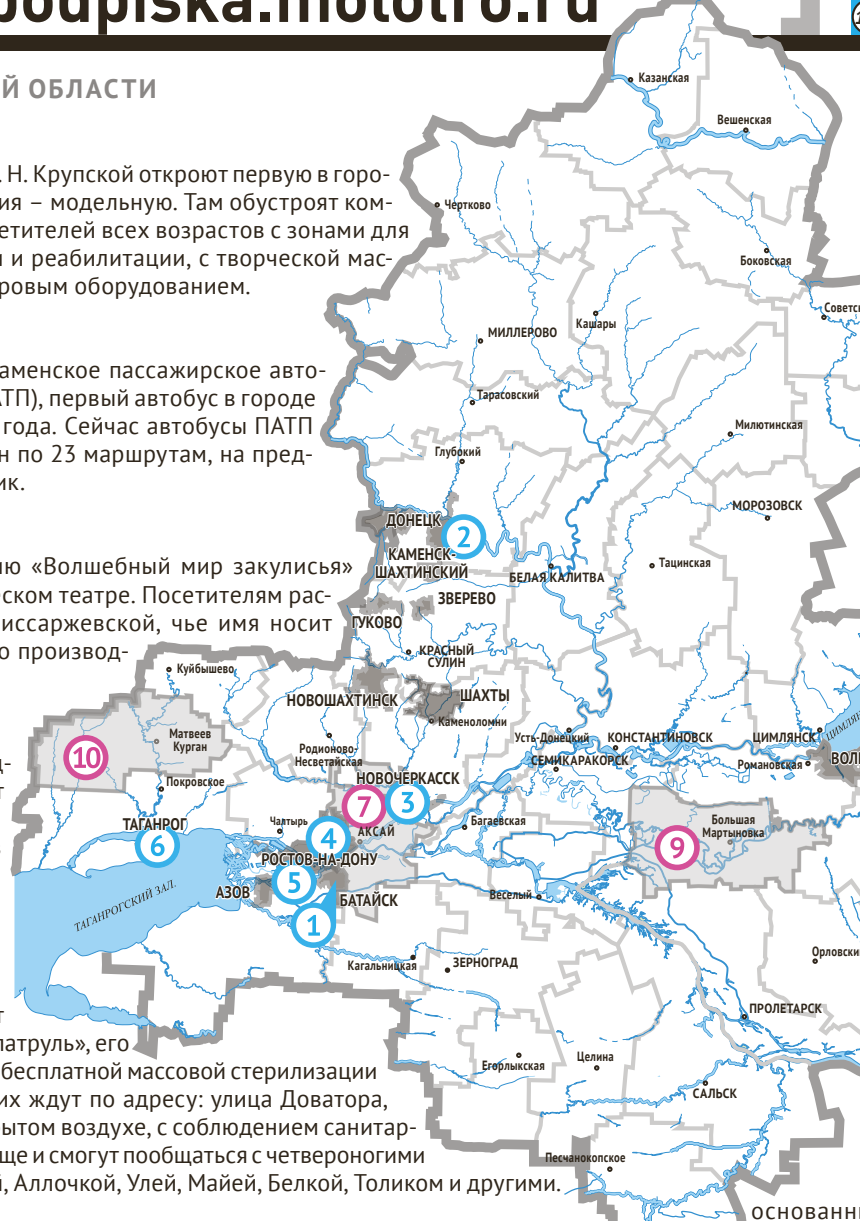 podpiska.molotro.ru
Й ОБЛАСТИ
. Н. Крупской откроют первую в горо-
ия – модельную. Там обустроят ком-
етителей всех возрастов с зонами для
и и реабилитации, с творческой мас-
ровым оборудованием.
аменское пассажирское авто-
АТП), первый автобус в городе
года. Сейчас автобусы ПАТП
н по 23 маршрутам, на пред-
ик.
ю «Волшебный мир закулисья»
еском театре. Посетителям рас-
иссаржевской, чье имя носит
о производ-
д-
т
т
патруль», его
бесплатной массовой стерилизации
их ждут по адресу: улица Доватора,
ытом воздухе, с соблюдением санитар-
ще и смогут пообщаться с четвероногими
й, Аллочкой, Улей, Майей, Белкой, Толиком и другими.
основанн
Казанская
Вешенская
Чертково
Боковская
Советс
Кашары
МИЛЛЕРОВО
Тарасовский
Милютинская
Глубокий
МОРОЗОВСК
ДОНЕЦК
2
КАМЕНСК-
ШАХТИНСКИЙ
БЕЛАЯ КАЛИТВА
Тацинская
ЗВЕРЕВО
ГУКОВО
КРАСНЫЙ
СУЛИН
Куйбышево
НОВОШАХТИНСК
ШАХТЫ
Каменоломни
Матвеев
Курган
10
Родионово-
Несветайская
Усть-Донецкий
КОНСТАНТИНОВСК
ЦИМЛЯНСК
ЦИМЛЯН
СЕМИКАРАКОРСК
Романовская
ВОЛ
Покровское
НОВОЧЕРКАССК
7
3
ТАГАНРОГ
6
Чалтырь
4
АКСАЙ
Багаевская
Большая
Мартыновка
9
РОСТОВ-НА-ДОНУ
5
АЗОВ
БАТАЙСК
1
Веселый
ТАГАНРОГСКИЙ ЗАЛ.
Кагальницкая
ЗЕРНОГРАД
Орловски
ПРОЛЕТАРСК
Егорлыкская
Целина
САЛЬСК
Песчанокопское